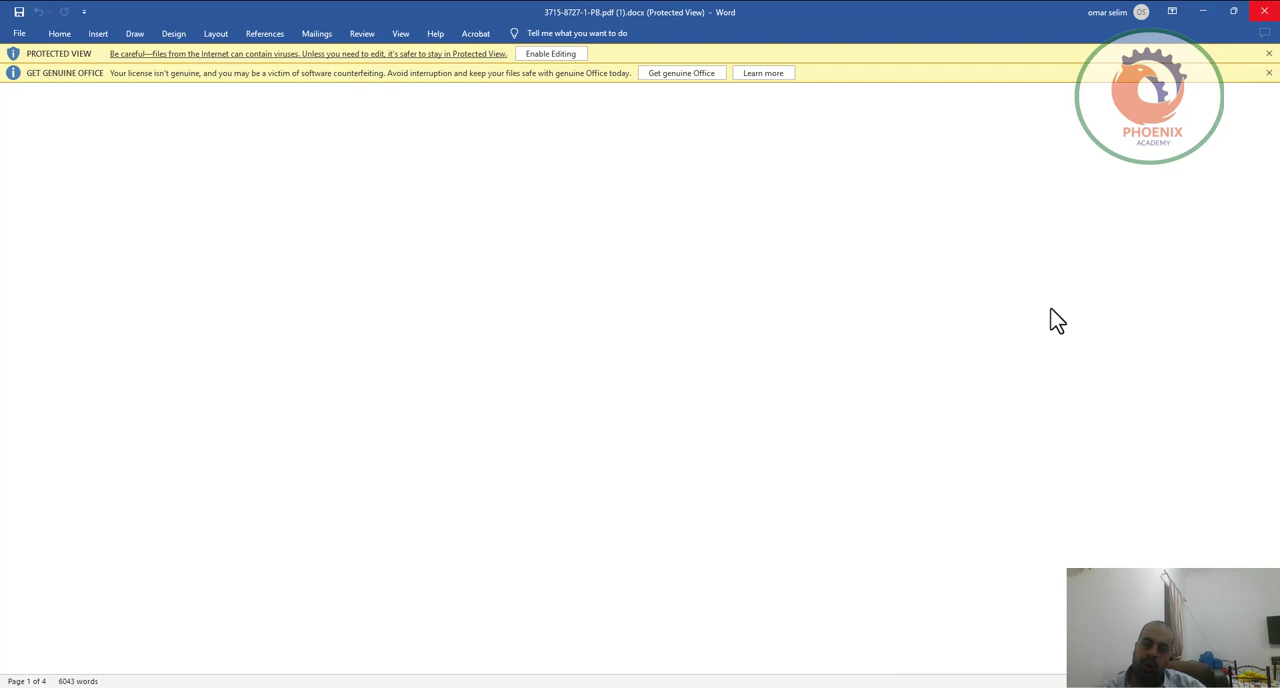 3715-8727-1-PB.pdf (1).docx (Protected View) - Word
omar selim OS
File Home Insert Draw Design Layout References Mailings Review View Help Acrobat Tell me what you want to do
PROTECTED VIEW Be careful—files from the Internet can contain viruses. Unless you need to edit, it's safer to stay in Protected View. Enable Editing
GET GENUINE OFFICE Your license isn't genuine, and you may be a victim of software counterfeiting. Avoid interruption and keep your files safe with genuine Office today. Get genuine Office Learn more
PHOENIX
ACADEMY
Page 1 of 4 6043 words